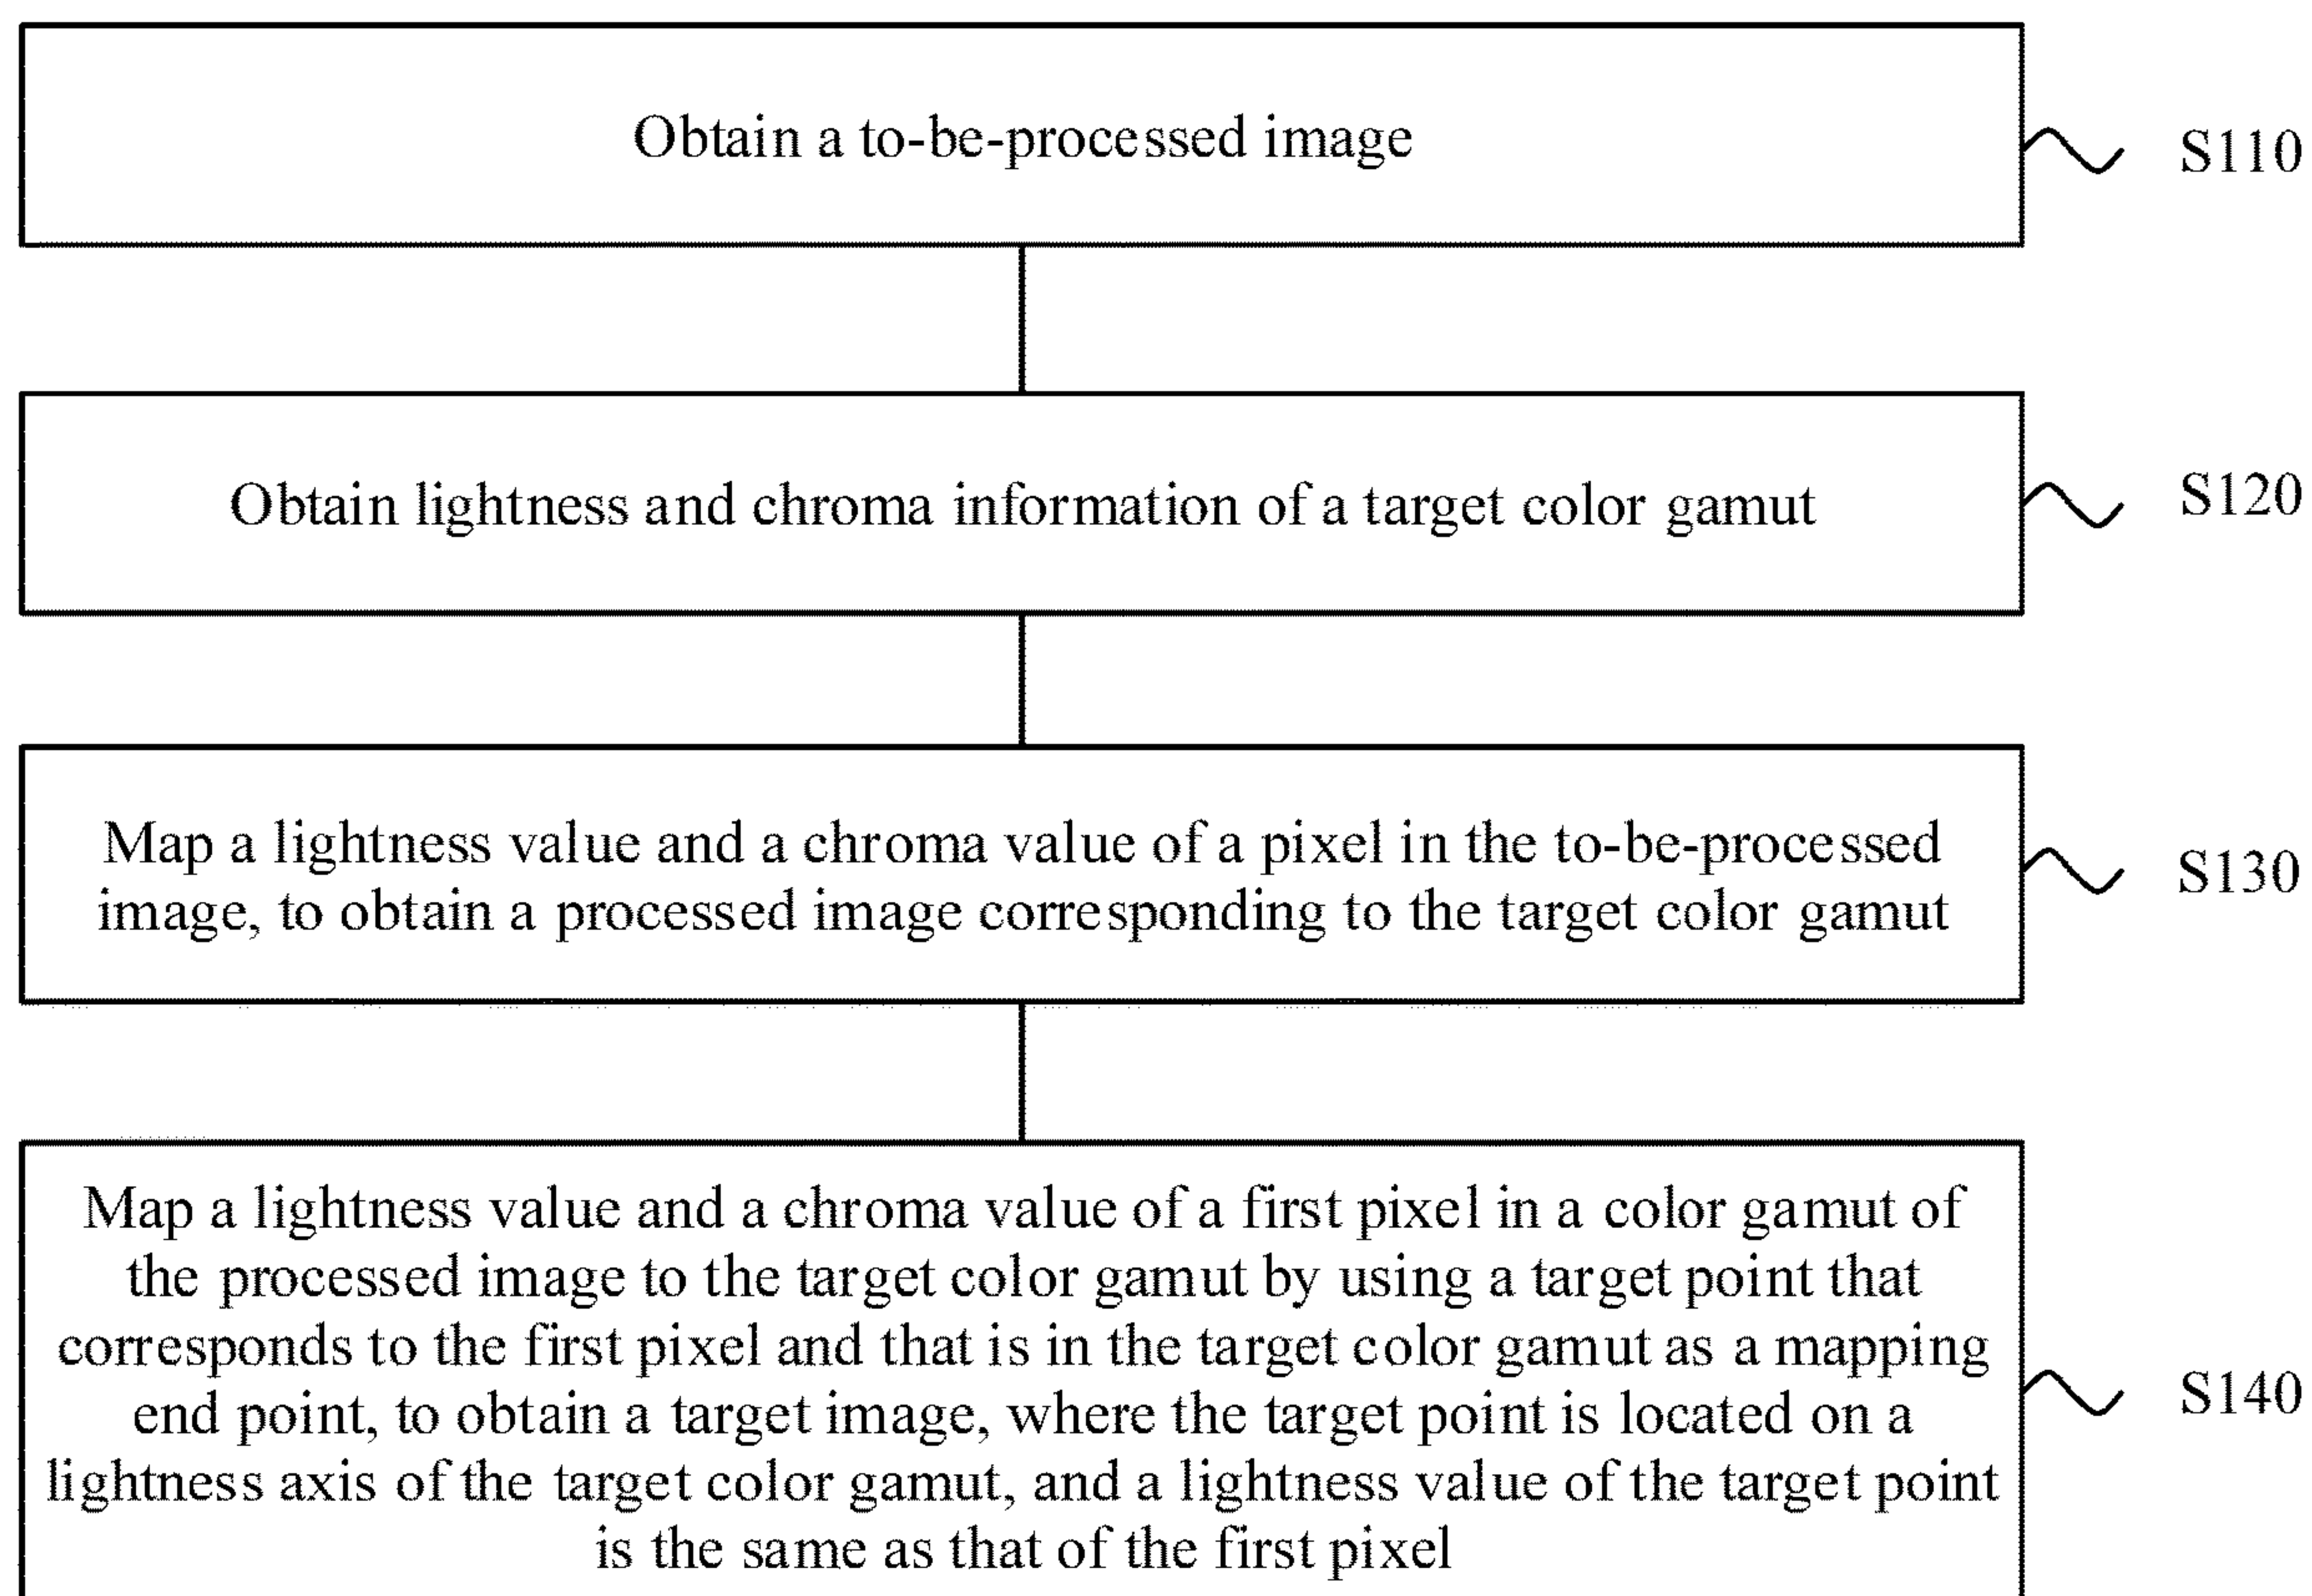 Obtain a to-be-processed image
S110
Obtain lightness and chroma information of a target color gamut
S120
Map a lightness value and a chroma value of a pixel in the to-be-processed
image, to obtain a processed image corresponding to the target color gamut
S130
Map a lightness value and a chroma value of a first pixel in a color gamut of
the processed image to the target color gamut by using a target point that
corresponds to the first pixel and that is in the target color gamut as a mapping
end point, to obtain a target image, where the target point is located on a
lightness axis of the target color gamut, and a lightness value of the target point
is the same as that of the first pixel
S140